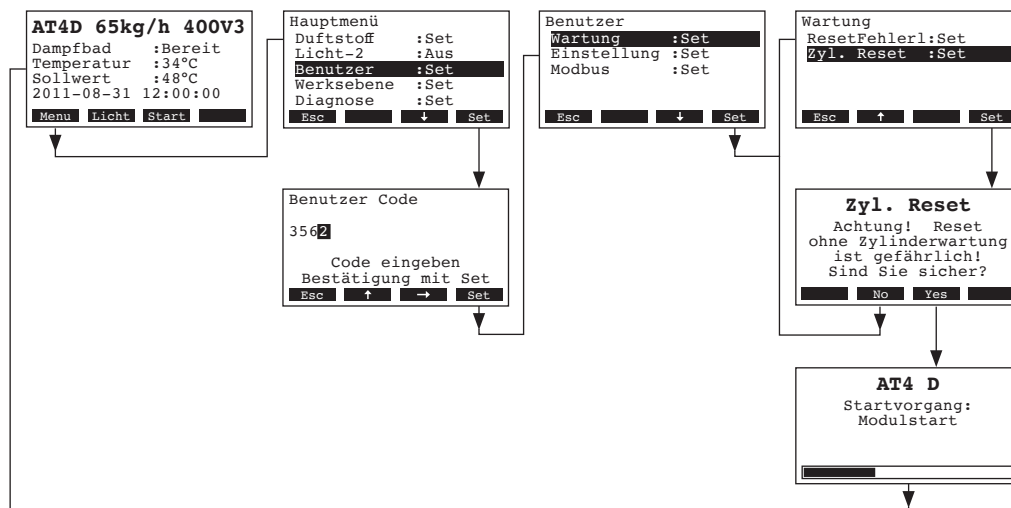 AT4D 65kg/h 400V3
Dampfbad :Bereit
Temperatur :34°C
Sollwert :48°C
2011-08-31 12:00:00
Menu Licht Start
Hauptmenü
Duftstoff :Set
Licht-2 :Aus
Benutzer :Set
Werksebene :Set
Diagnose :Set
Esc ↓ Set
Benutzer
Wartung :Set
Einstellung :Set
Modbus :Set
Esc ↓ Set
Wartung
ResetFehlerl:Set
Zyl. Reset :Set
Esc ↑ Set
Benutzer Code
3562
Code eingeben
Bestätigung mit Set
Esc ↑ → Set
Zyl. Reset
Achtung! Reset
ohne Zylinderwartung
ist gefährlich!
Sind Sie sicher?
No Yes
AT4 D
Startvorgang:
Modulstart